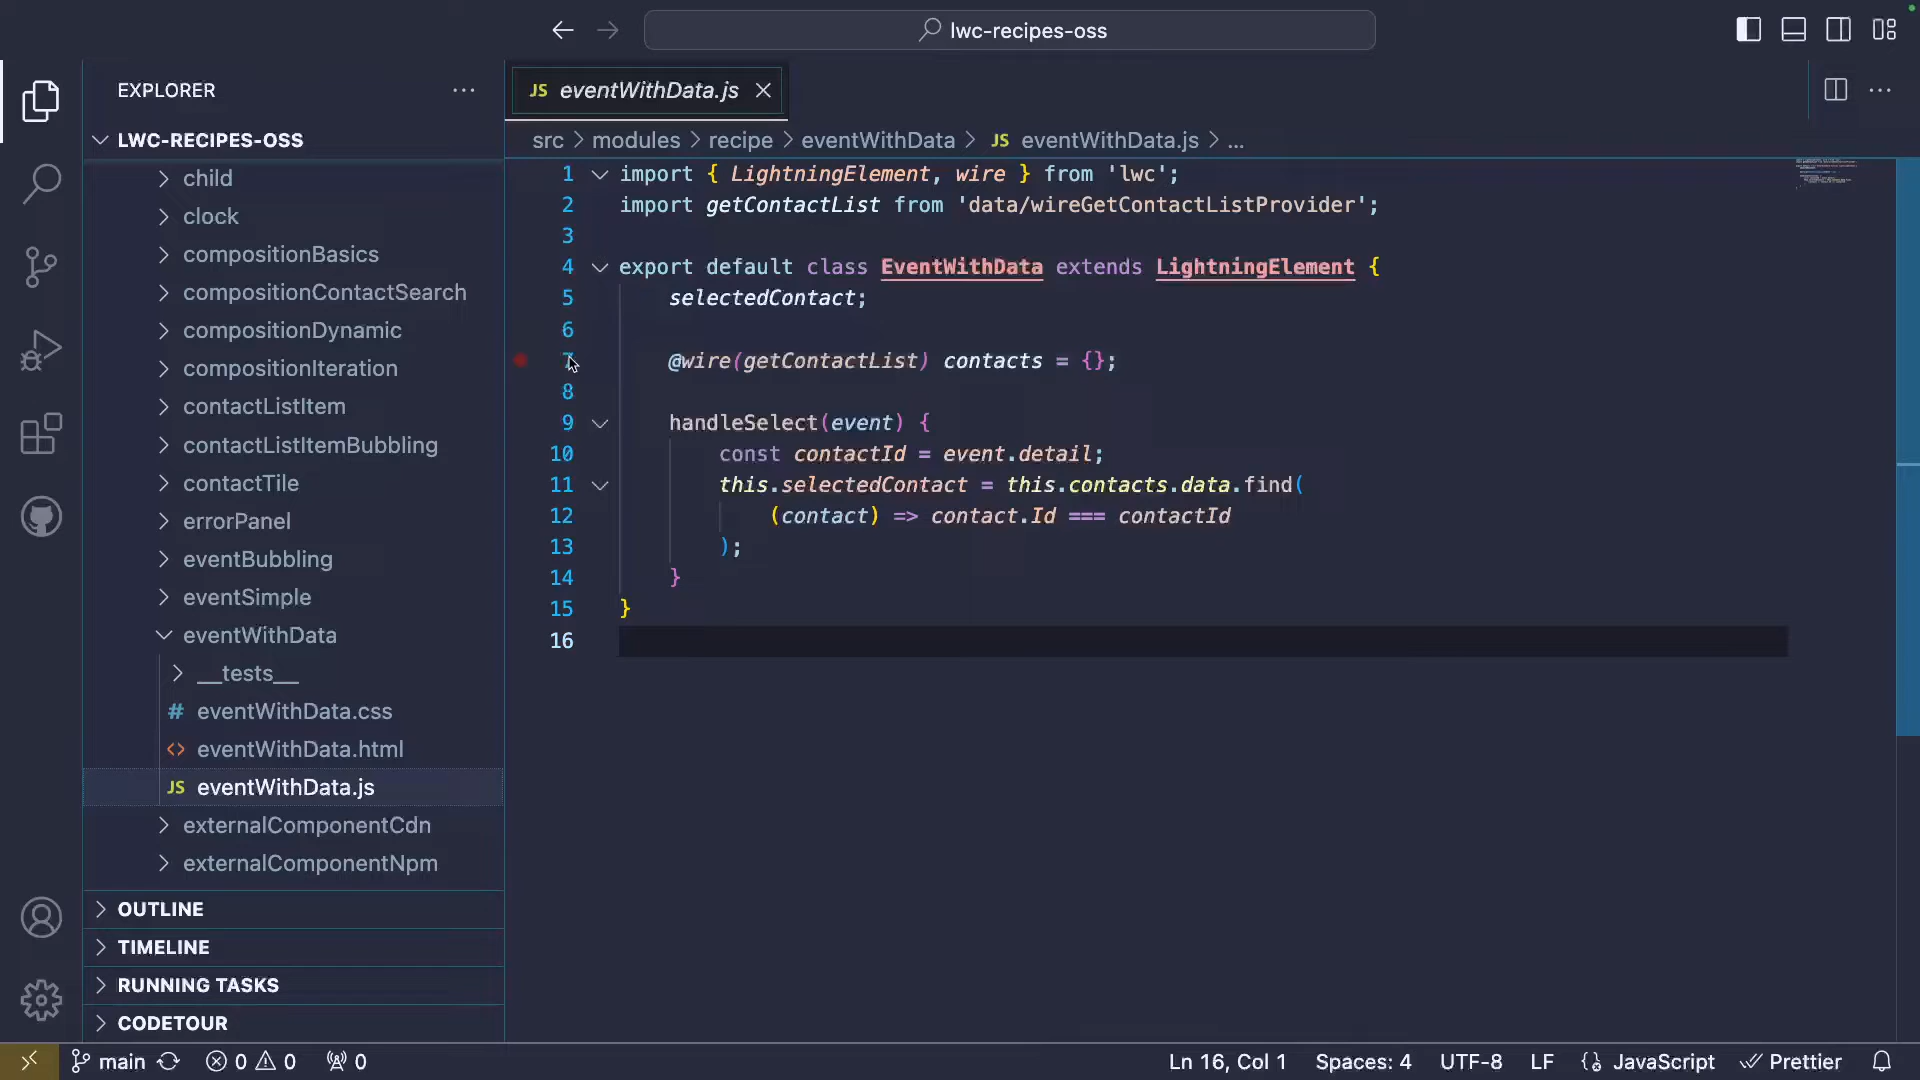 lwc-recipes-oss
EXPLORER
LWC-RECIPES-OSS
child
clock
compositionBasics
compositionContactSearch
compositionDynamic
compositionIteration
contactListItem
contactListItemBubbling
contactTile
errorPanel
eventBubbling
eventSimple
eventWithData
__tests__
# eventWithData.css
<> eventWithData.html
JS eventWithData.js
externalComponentCdn
externalComponentNpm
OUTLINE
TIMELINE
RUNNING TASKS
CODETOUR
JS eventWithData.js
src > modules > recipe > eventWithData > JS eventWithData.js > ...
1 import { LightningElement, wire } from 'lwc';
2 import getContactList from 'data/wireGetContactListProvider';
3
4 export default class EventWithData extends LightningElement {
5 selectedContact;
6
7 @wire(getContactList) contacts = {};
8
9 handleSelect(event) {
10 const contactId = event.detail;
11 this.selectedContact = this.contacts.data.find(
12 (contact) => contact.Id === contactId
13 );
14 }
15 }
16
main 0 0 0 Ln 16, Col 1 Spaces: 4 UTF-8 LF JavaScript Prettier